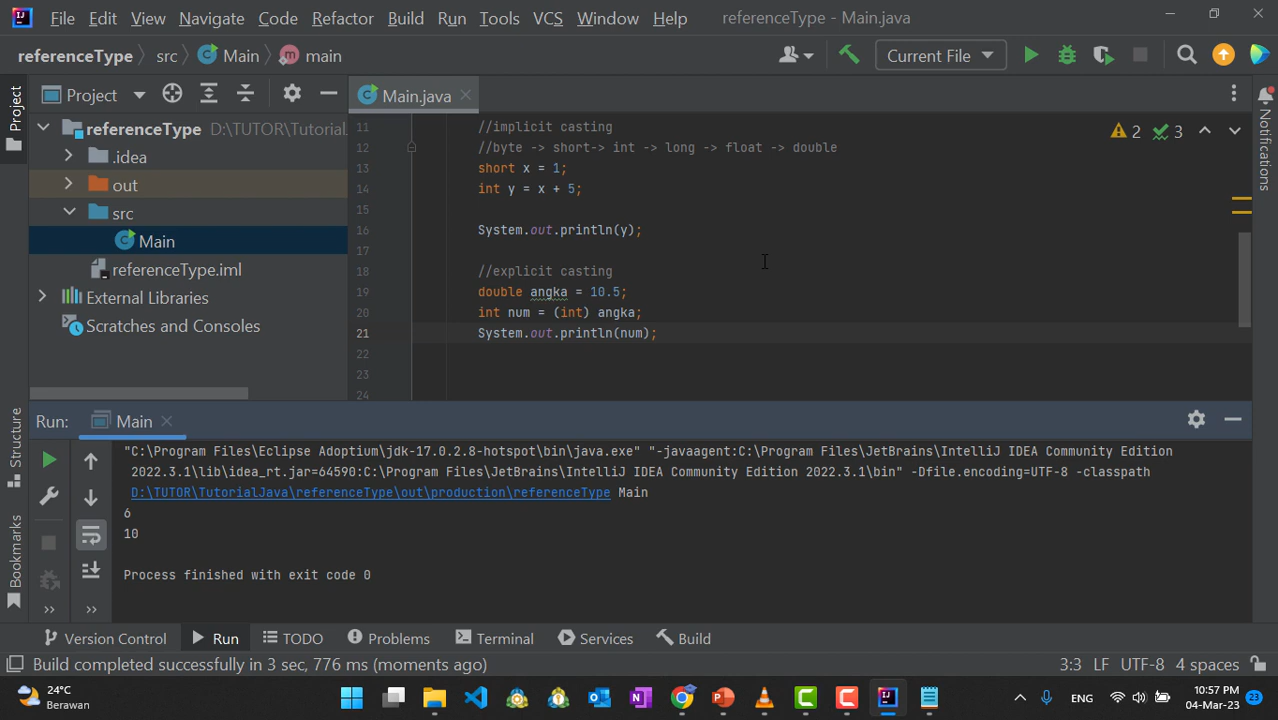 File Edit View Navigate Code Refactor Build Run Tools VCS Window Help referenceType - Main.java
referenceType src Main main Current File
Project
Main.java
Project
Notifications
referenceType D:\TUTOR\Tutorial
.idea
out
src
Main
referenceType.iml
External Libraries
Scratches and Consoles
2 3
11 //implicit casting
12 //byte -> short-> int -> long -> float -> double
13 short x = 1;
14 int y = x + 5;
15
16 System.out.println(y);
17
18 //explicit casting
19 double angka = 10.5;
20 int num = (int) angka;
21 System.out.println(num);
22
23
24
Run: Main
Structure
Bookmarks
"C:\Program Files\Eclipse Adoptium\jdk-17.0.2.8-hotspot\bin\java.exe" "-javaagent:C:\Program Files\JetBrains\IntelliJ IDEA Community Edition
2022.3.1\lib\idea_rt.jar=64590:C:\Program Files\JetBrains\IntelliJ IDEA Community Edition 2022.3.1\bin" -Dfile.encoding=UTF-8 -classpath
D:\TUTOR\TutorialJava\referenceType\out\production\referenceType Main
6
10
Process finished with exit code 0
Version Control Run TODO Problems Terminal Services Build
Build completed successfully in 3 sec, 776 ms (moments ago) 3:3 LF UTF-8 4 spaces
24°C
Berawan
ENG
10:57 PM
04-Mar-23
23